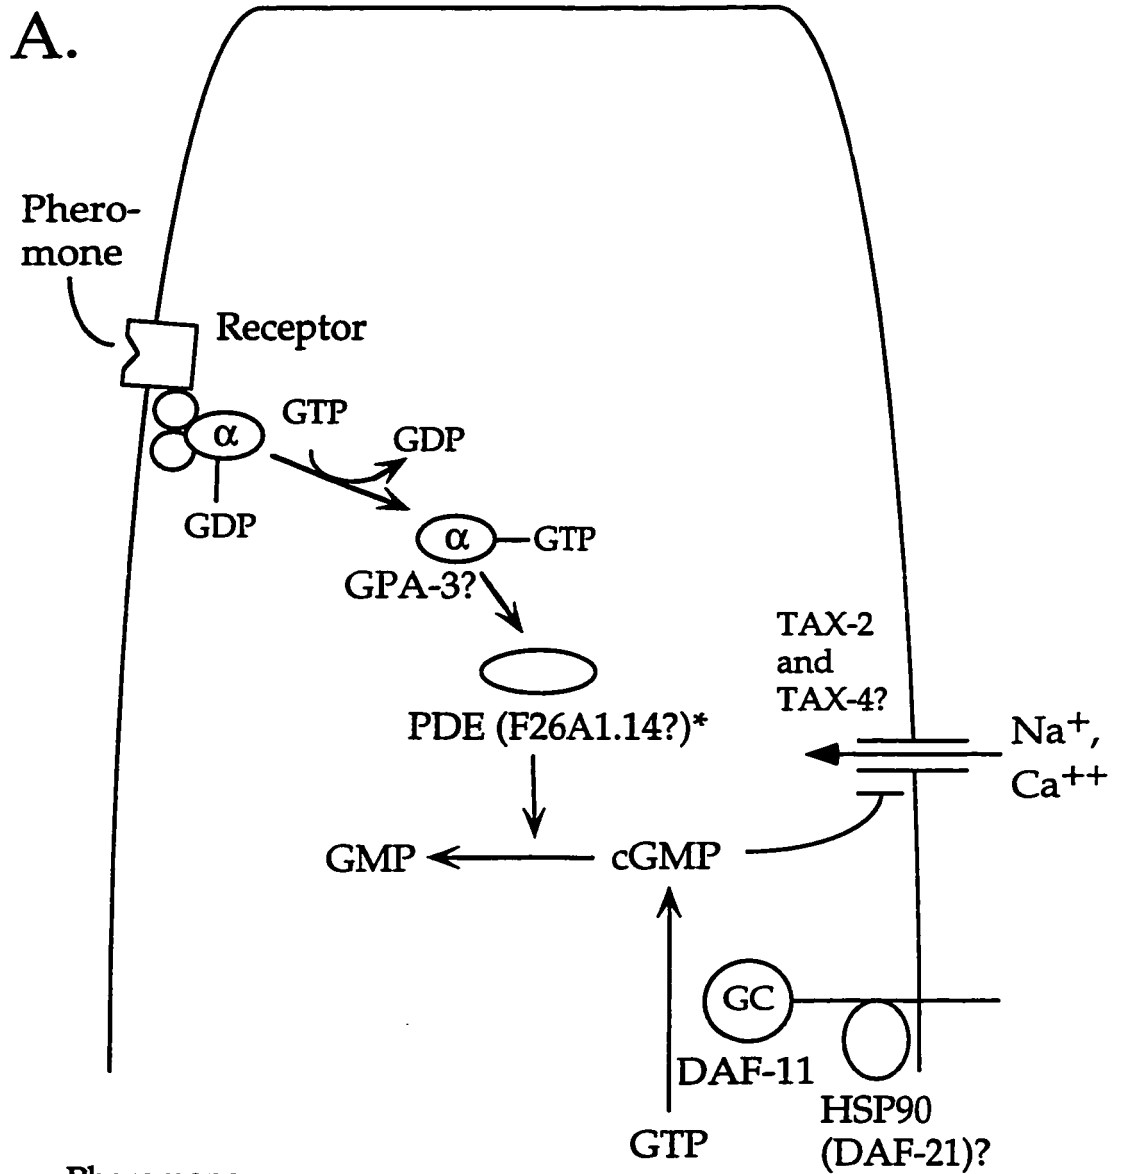 A.
Phero-
mone
Receptor
GTP
GDP
α
GDP
α
GTP
GPA-3?
TAX-2
and
TAX-4?
PDE (F26A1.14?)*
Na⁺,
Ca⁺⁺
GMP
cGMP
GC
DAF-11
HSP90
GTP
(DAF-21)?